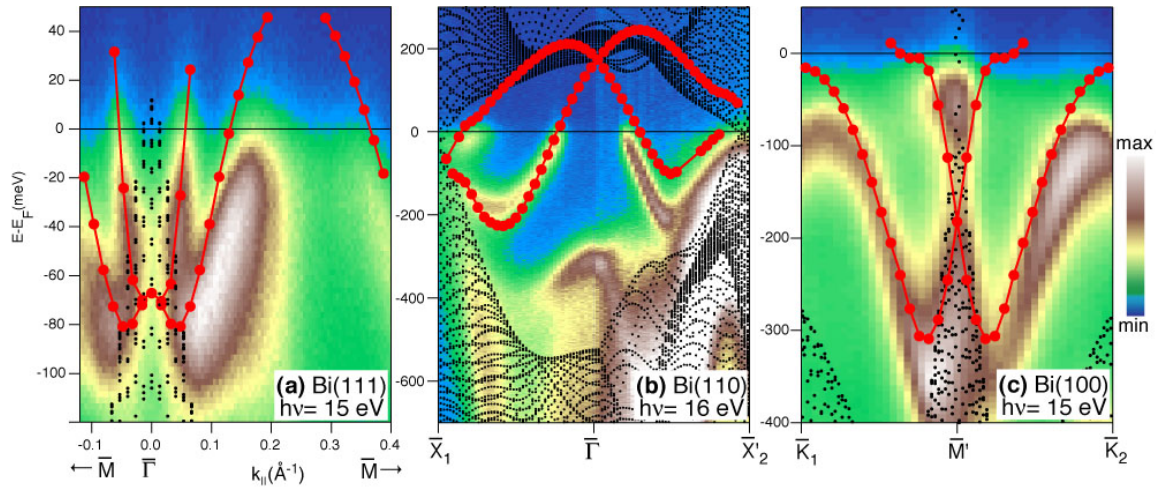 40
20
0
-20
-40
-60
-80
-100
E-E_F(meV)
(a) Bi(111)
hν= 15 eV
-0.1 0.0 0.1 0.2 0.3 0.4
← M̅ Γ̅ k_||(Å⁻¹) M̅ →
200
0
-200
-400
-600
(b) Bi(110)
hν= 16 eV
X̅₁ Γ̅ X̅'₂
0
-100
-200
-300
-400
(c) Bi(100)
hν= 15 eV
K̅₁ M̅' K̅₂
max
min